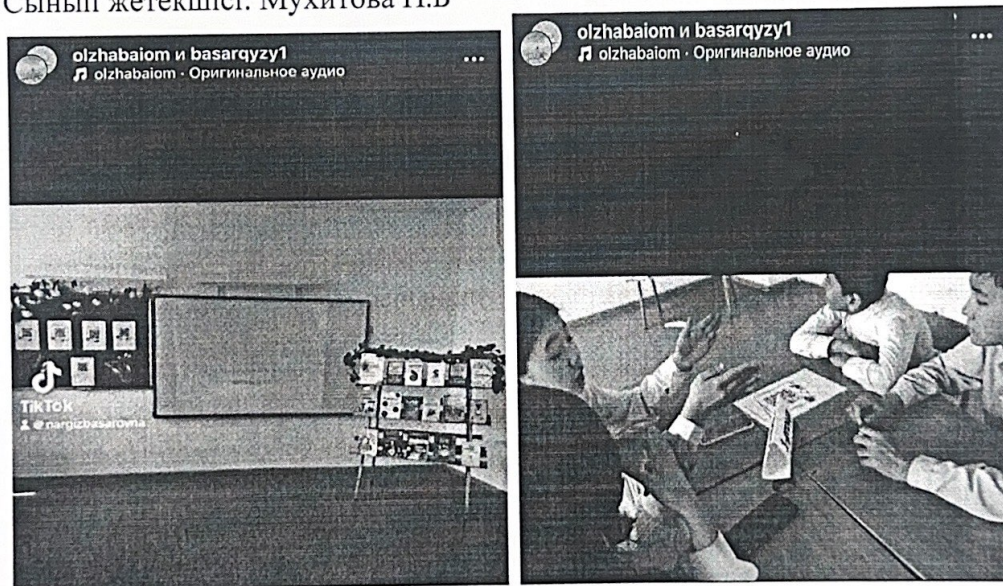 Сынып жетекшісі: Мухитова Н.Б
olzhabaiom и basarqyzy1
olzhabaiom · Оригинальное аудио
TikTok
@nargizbasarovna
olzhabaiom и basarqyzy1
olzhabaiom · Оригинальное аудио